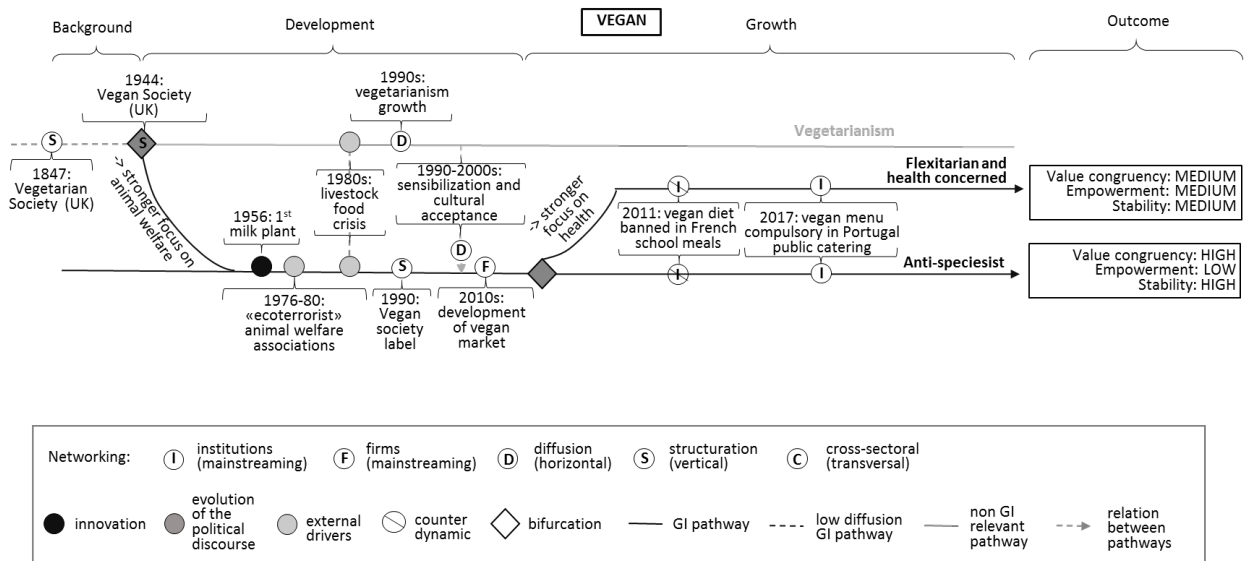 VEGAN
Background
Development
Growth
Outcome
1944:
Vegan Society
(UK)
1990s:
vegetarianism
growth
S
S
D
Vegetarianism
1847:
Vegetarian
Society (UK)
-> stronger focus on
animal welfare
1980s:
livestock
food
crisis
1990-2000s:
sensibilization and
cultural
acceptance
D
-> stronger
focus on
health
Flexitarian and
health concerned
I
I
2011: vegan diet
banned in French
school meals
2017: vegan menu
compulsory in Portugal
public catering
Value congruency: MEDIUM
Empowerment: MEDIUM
Stability: MEDIUM
1956: 1st
milk plant
S
F
Anti-speciesist
I
I
Value congruency: HIGH
Empowerment: LOW
Stability: HIGH
1976-80:
«ecoterrorist»
animal welfare
associations
1990:
Vegan
society
label
2010s:
development
of vegan
market
Networking:
I
institutions
(mainstreaming)
F
firms
(mainstreaming)
D
diffusion
(horizontal)
S
structuration
(vertical)
C
cross-sectoral
(transversal)
innovation
evolution
of the
political
discourse
external
drivers
counter
dynamic
bifurcation
GI pathway
low diffusion
GI pathway
non GI
relevant
pathway
relation
between
pathways